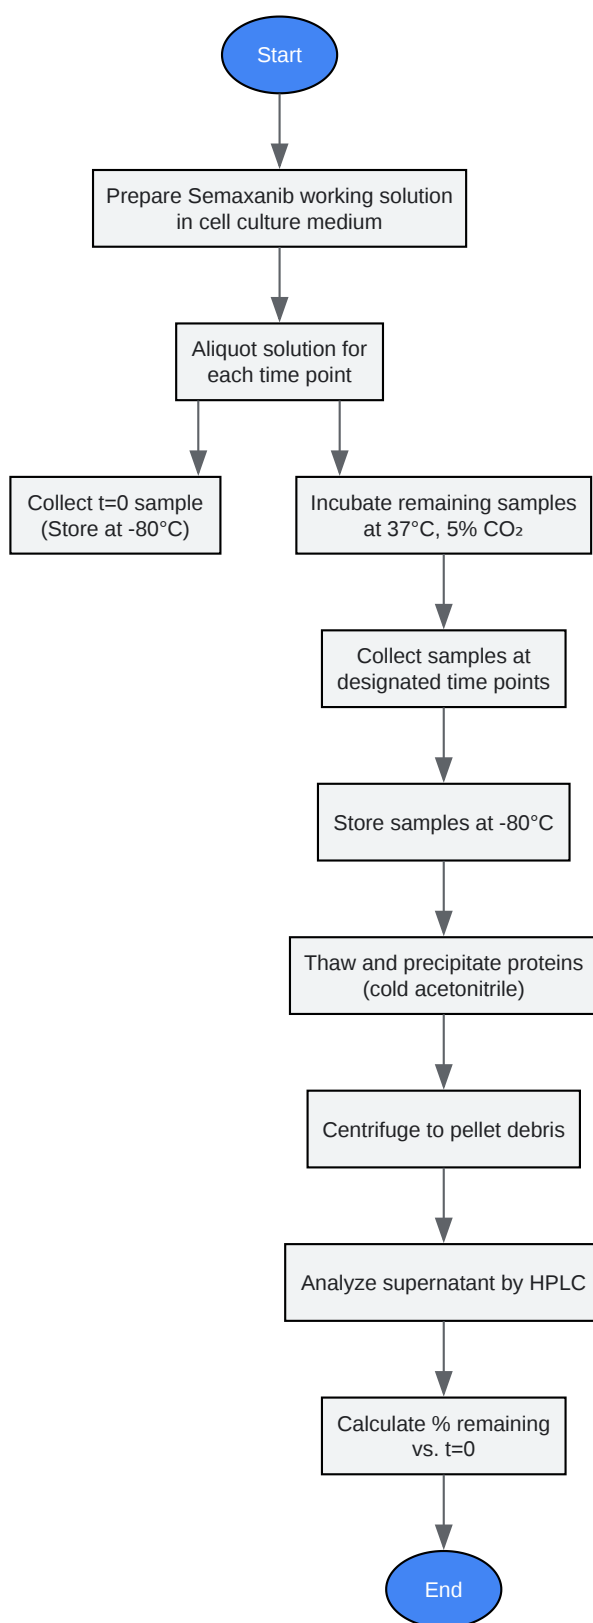 Start
Prepare Semaxanib working solution
in cell culture medium
Aliquot solution for
each time point
Collect t=0 sample
(Store at -80°C)
Incubate remaining samples
at 37°C, 5% CO₂
Collect samples at
designated time points
Store samples at -80°C
Thaw and precipitate proteins
(cold acetonitrile)
Centrifuge to pellet debris
Analyze supernatant by HPLC
Calculate % remaining
vs. t=0
End